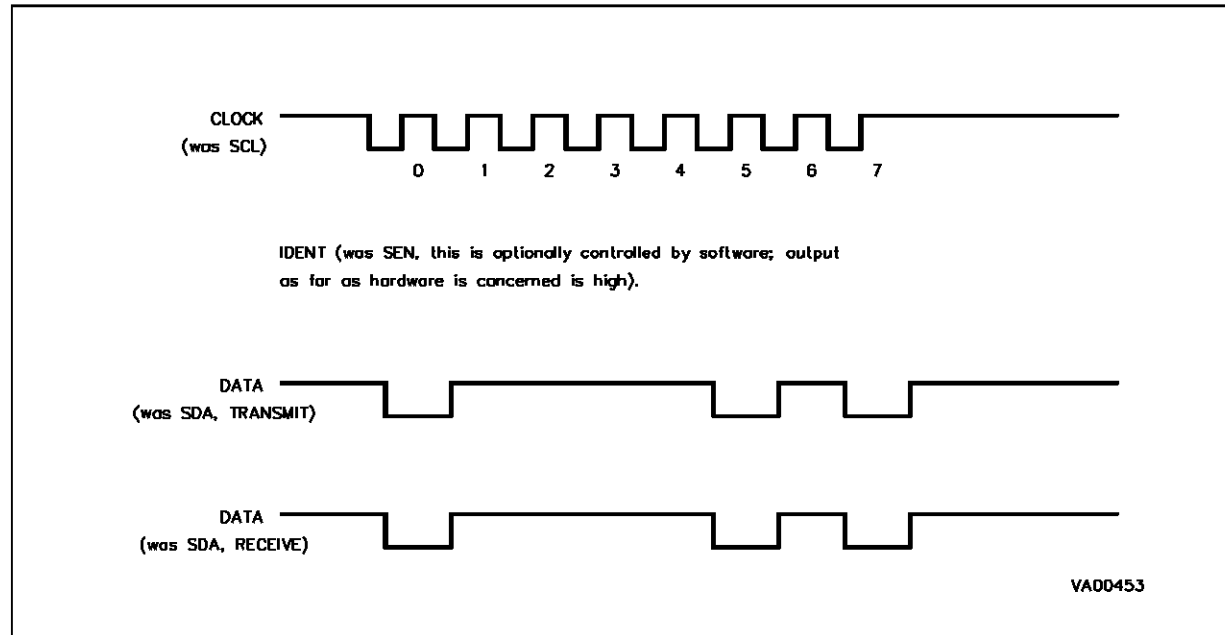 CLOCK
(was SCL)
0 1 2 3 4 5 6 7
IDENT (was SEN, this is optionally controlled by software; output
as far as hardware is concerned is high).
DATA
(was SDA, TRANSMIT)
DATA
(was SDA, RECEIVE)
VA00453